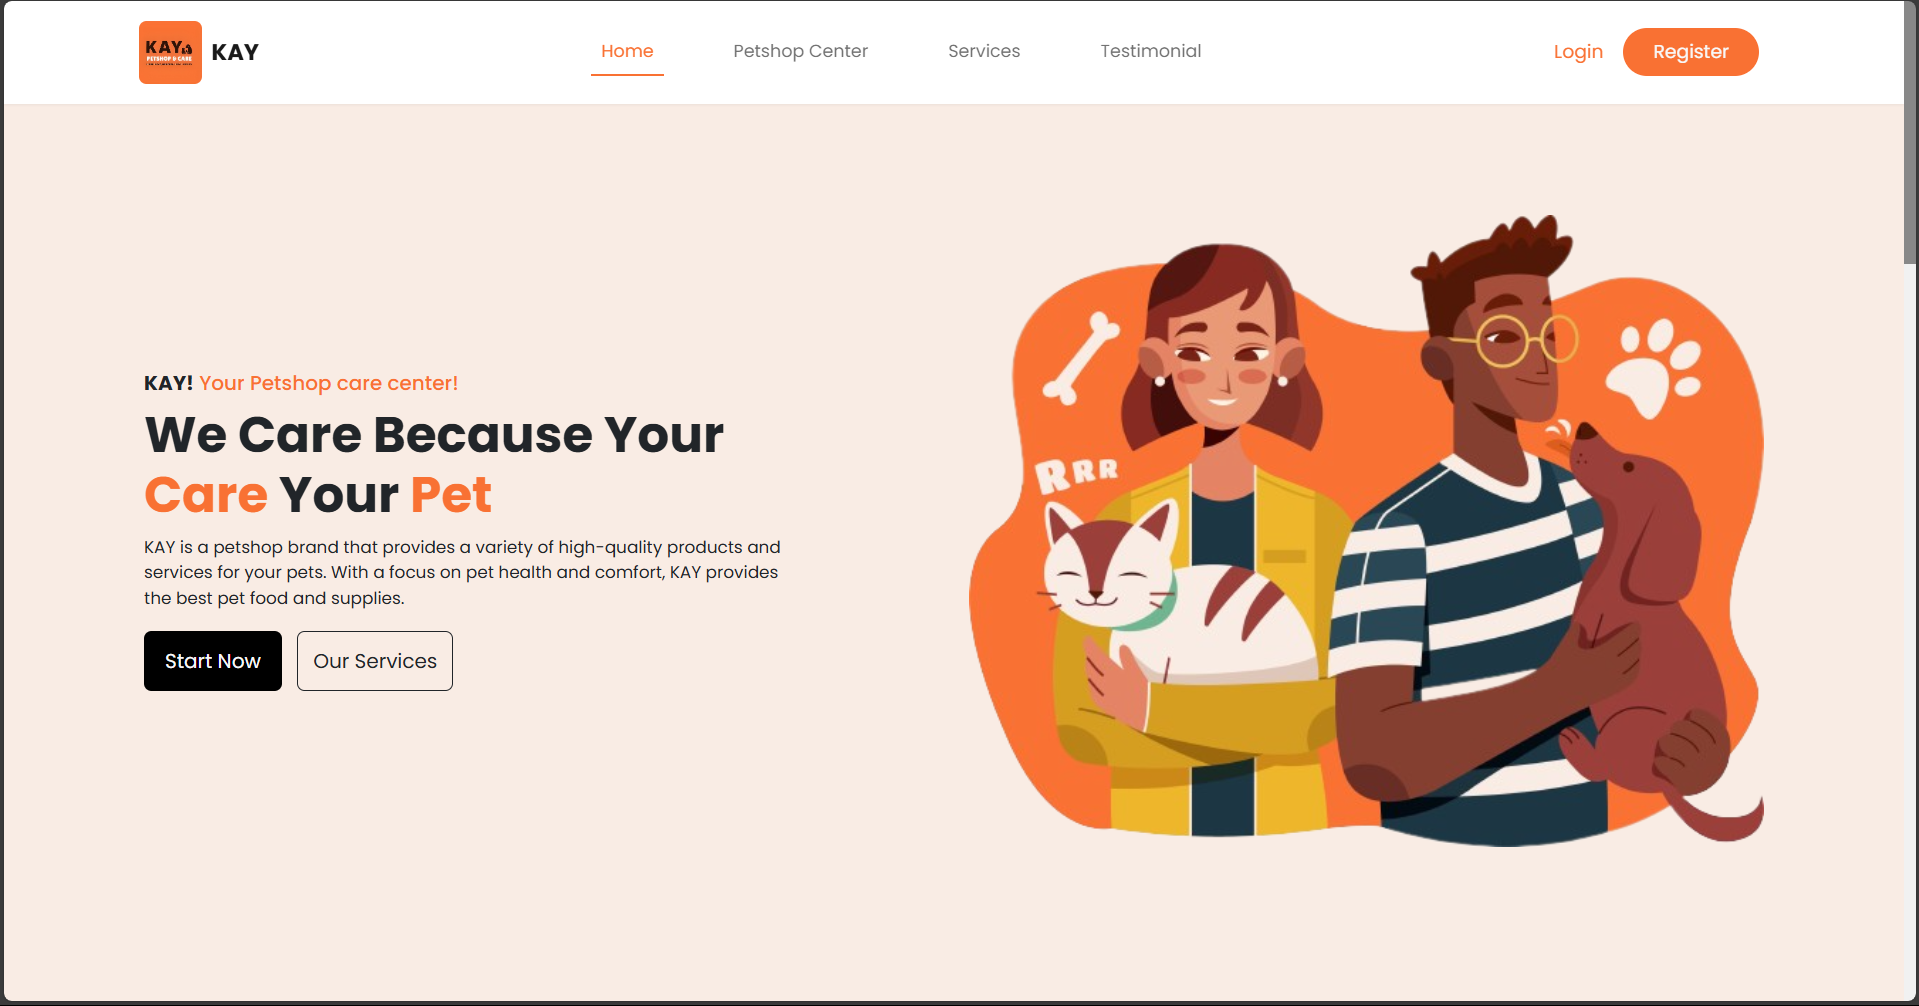 KAY
PETSHOP & CARE
KAY
Home
Petshop Center
Services
Testimonial
Login
Register
KAY! Your Petshop care center!
We Care Because Your
Care Your Pet
KAY is a petshop brand that provides a variety of high-quality products and
services for your pets. With a focus on pet health and comfort, KAY provides
the best pet food and supplies.
Start Now
Our Services
RRR